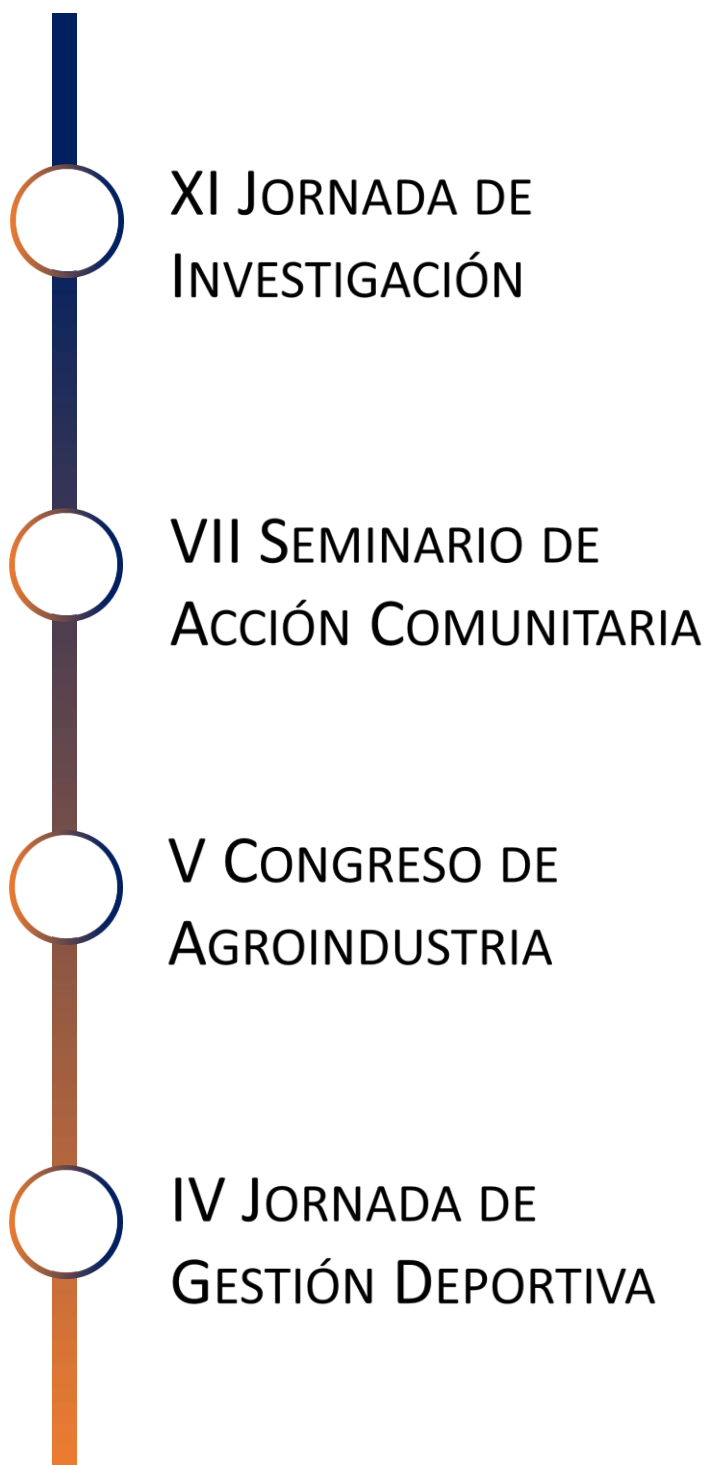 XI Jornada de
Investigación
VII Seminario de
Acción Comunitaria
V Congreso de
Agroindustria
IV Jornada de
Gestión Deportiva